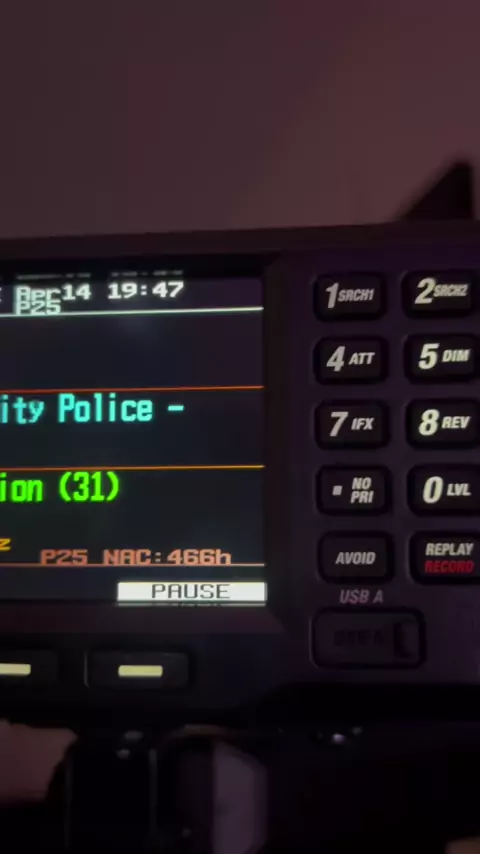 Apr14 19:47
P25
ity Police -
ion (31)
z
P25 NAC:466h
PAUSE
1 SRCH1
2 SRCH2
4 ATT
5 DIM
7 IFX
8 REV
. NO PRI
0 LVL
AVOID
REPLAY
RECORD
USB A